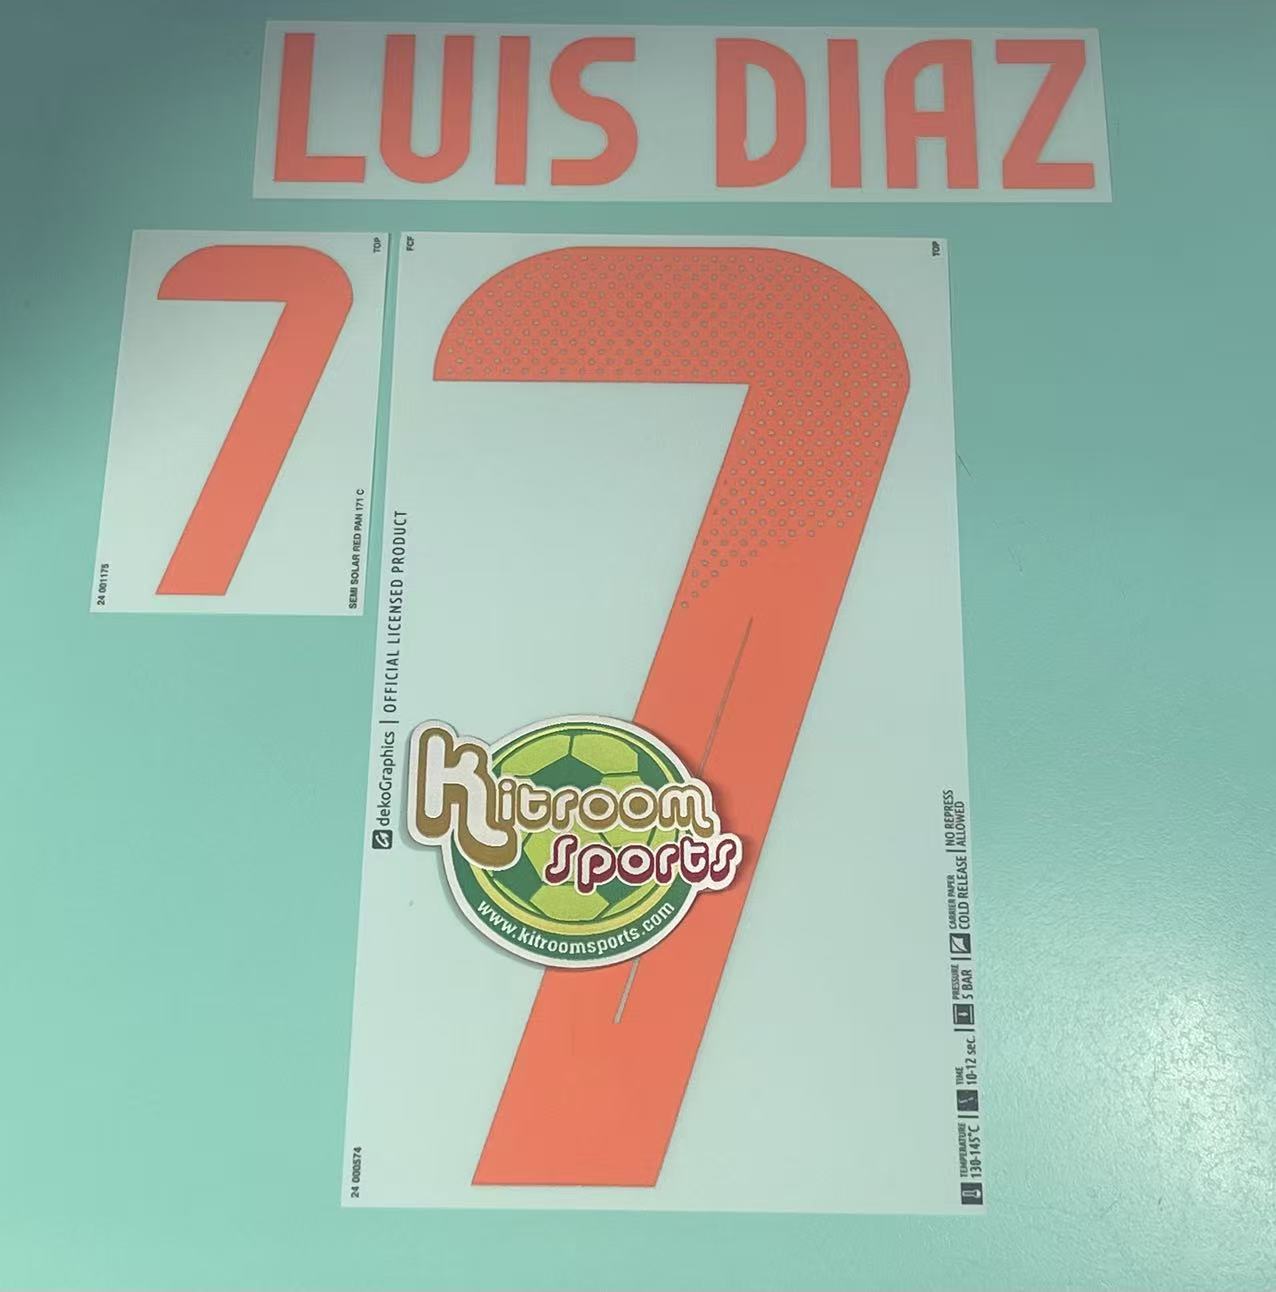 LUIS DIAZ
7
TOP
24 001175
SEMI SOLAR RED PAN 171 C
FCF
TOP
7
dekoGraphics | OFFICIAL LICENSED PRODUCT
24 000574
TEMPERATURE
130-145°C
TIME
10-12 sec.
PRESSURE
5 BAR
CARRIER PAPER
COLD RELEASE
NO REPRESS
ALLOWED
Kitroom
Sports
www.kitroomsports.com